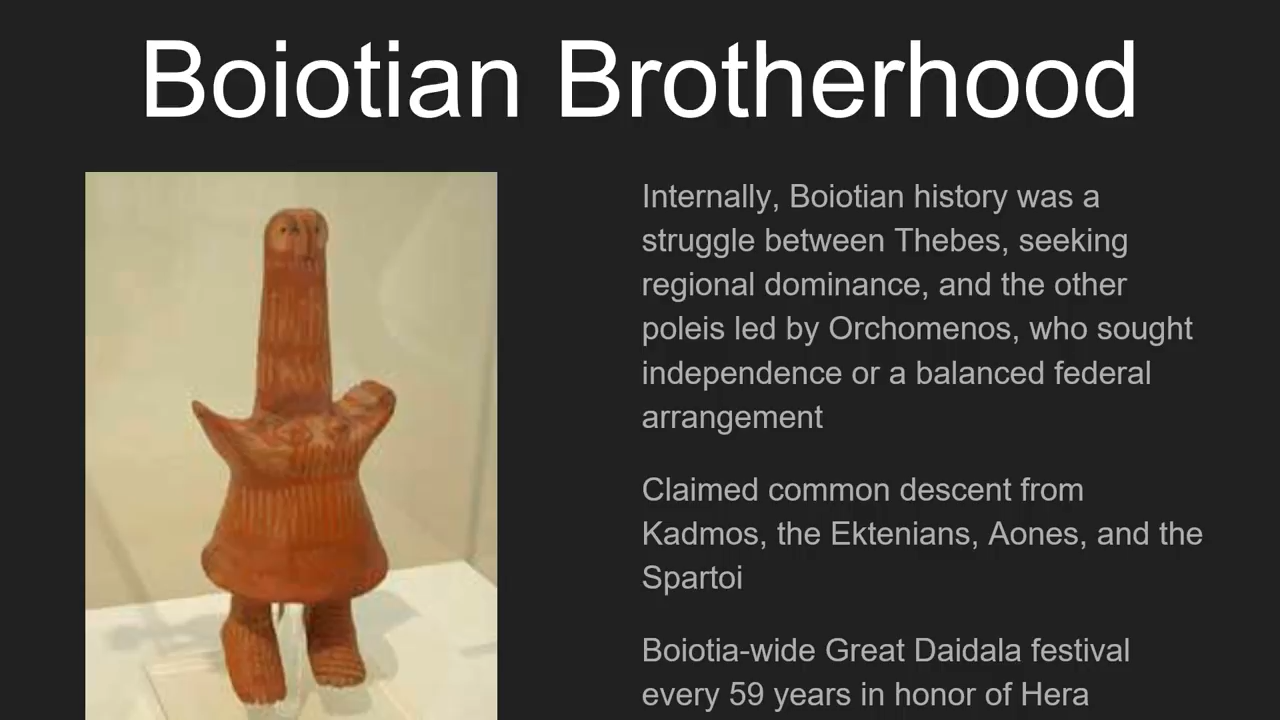 Boiotian Brotherhood
Internally, Boiotian history was a
struggle between Thebes, seeking
regional dominance, and the other
poleis led by Orchomenos, who sought
independence or a balanced federal
arrangement
Claimed common descent from
Kadmos, the Ektenians, Aones, and the
Spartoi
Boiotia-wide Great Daidala festival
every 59 years in honor of Hera